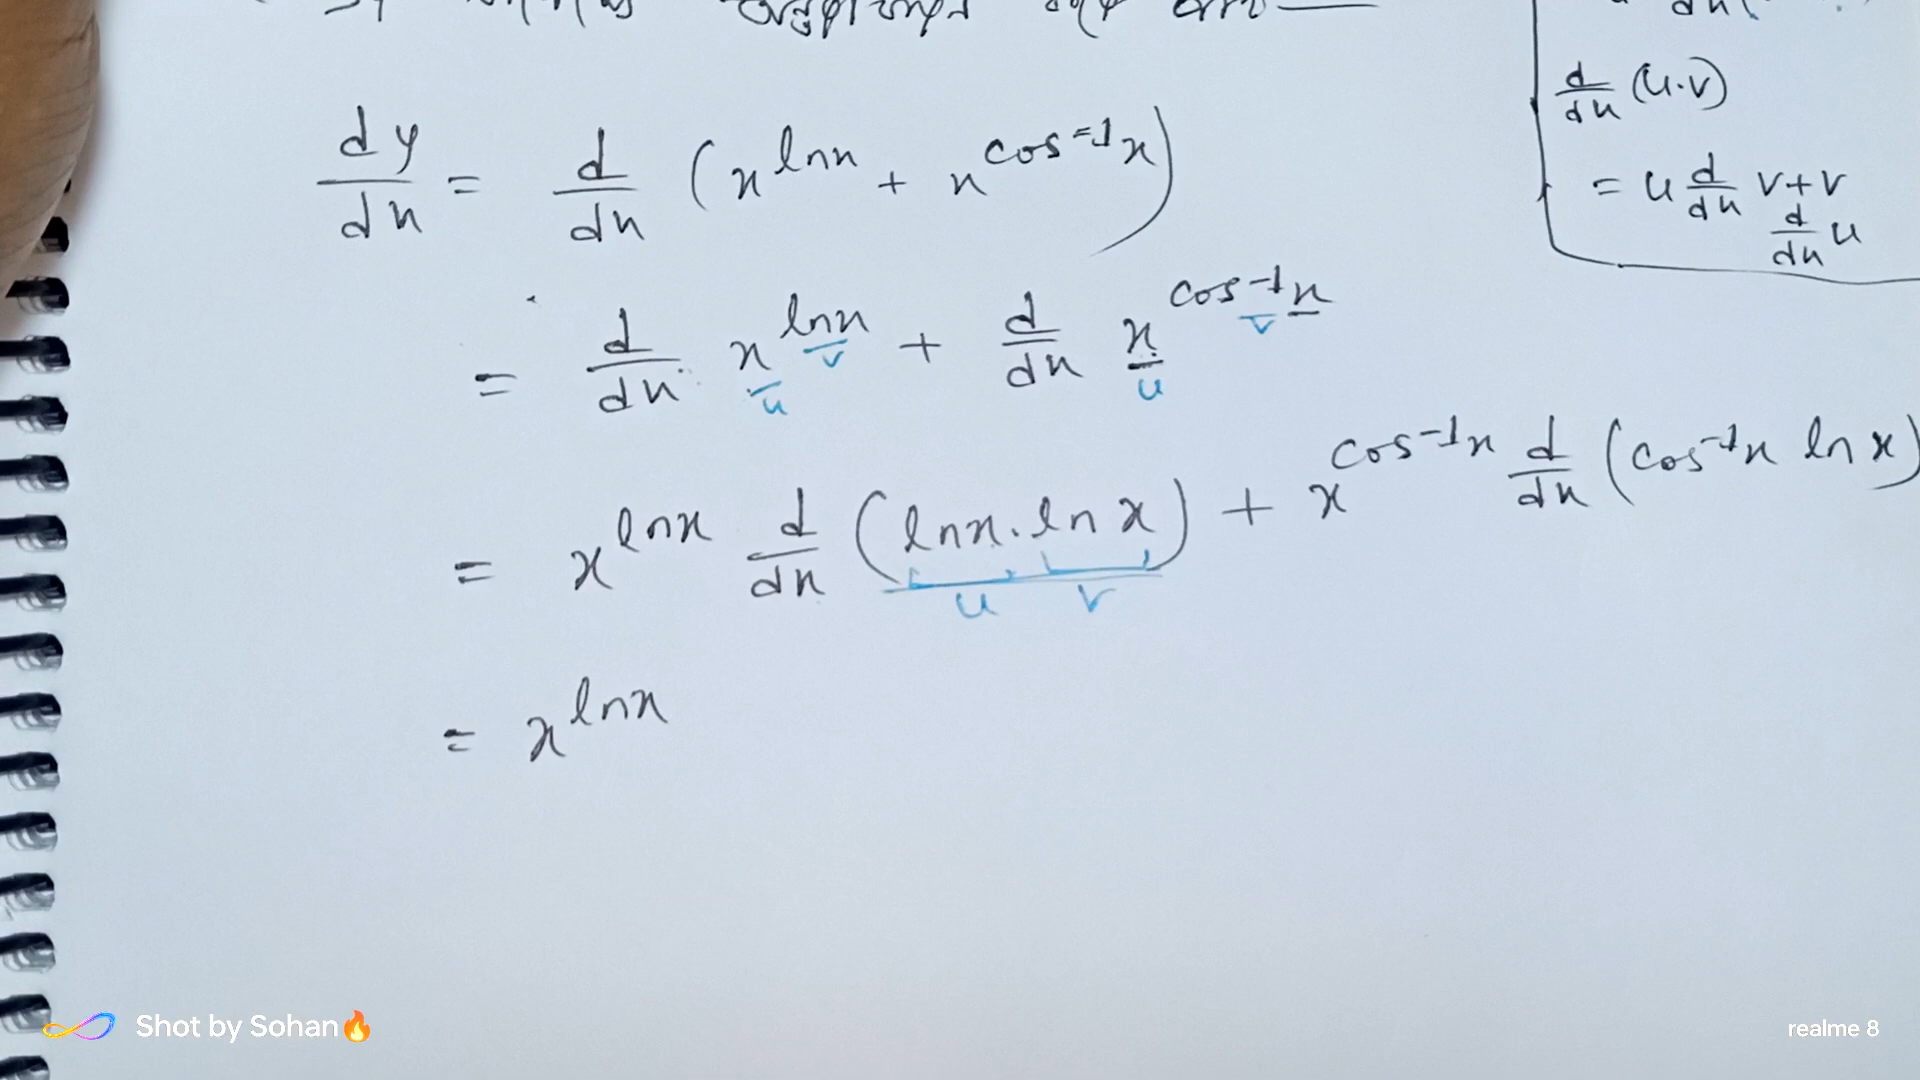 dy/dx = d/dx (x^lnx + x^cos⁻¹x)
= d/dx x^lnx + d/dx x^cos⁻¹x
u v u v
= x^lnx d/dx (lnx . ln x) + x^cos⁻¹x d/dx (cos⁻¹x ln x)
u v
= x^lnx
d/dx (u.v)
= u d/dx v + v d/dx u
Shot by Sohan🔥
realme 8